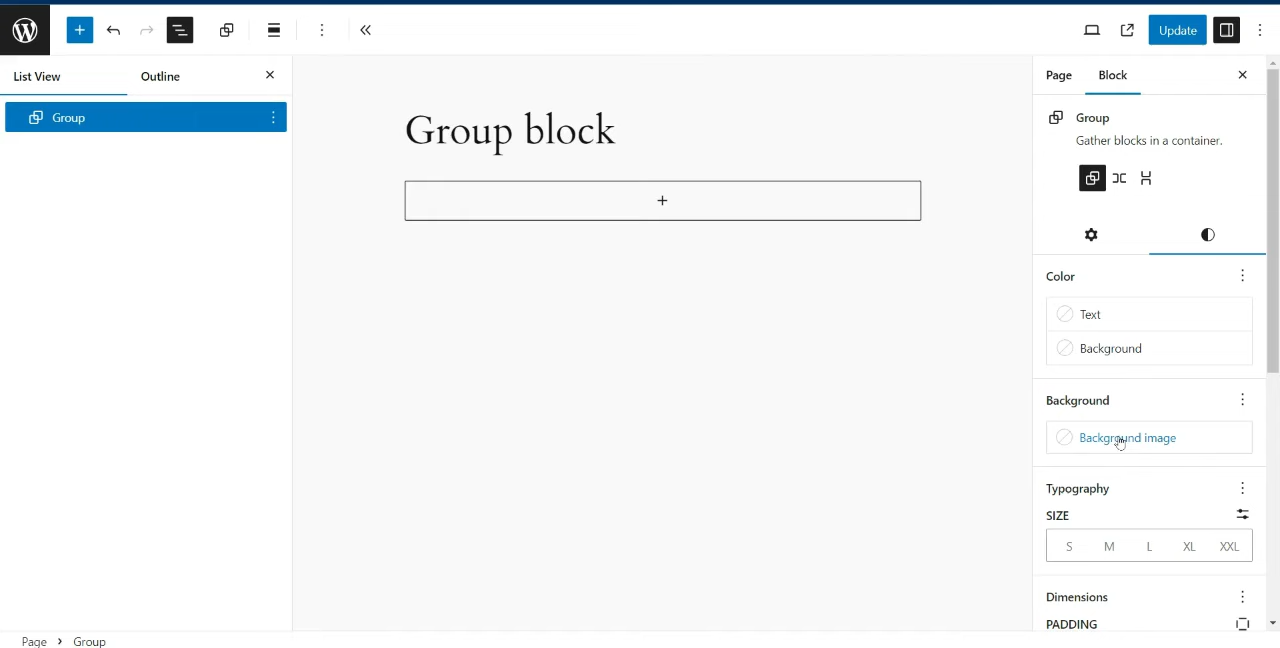 List View
Outline
Group
Group block
Update
Page
Block
Group
Gather blocks in a container.
Color
Text
Background
Background
Background image
Typography
SIZE
S M L XL XXL
Dimensions
PADDING
Page > Group